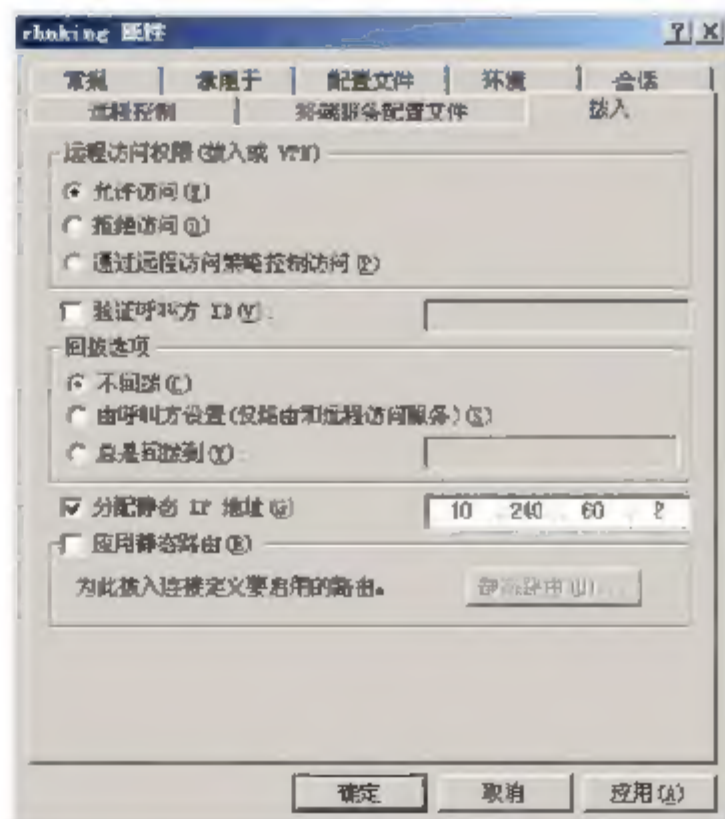 rhnking 属性
常规 隶属于 配置文件 环境 会话
远程控制 终端服务配置文件 拨入
远程访问权限(拨入或 VPN)
允许访问(W)
拒绝访问(D)
通过远程访问策略控制访问(P)
验证呼叫方 ID(V):
回拨选项
不回拨(C)
由呼叫方设置(仅路由和远程访问服务)(S)
总是回拨到(Y):
分配静态 IP 地址(G) 10 . 240 . 60 . 2
应用静态路由(R)
为此拨入连接定义要启用的路由。 静态路由(U)...
确定 取消 应用(A)